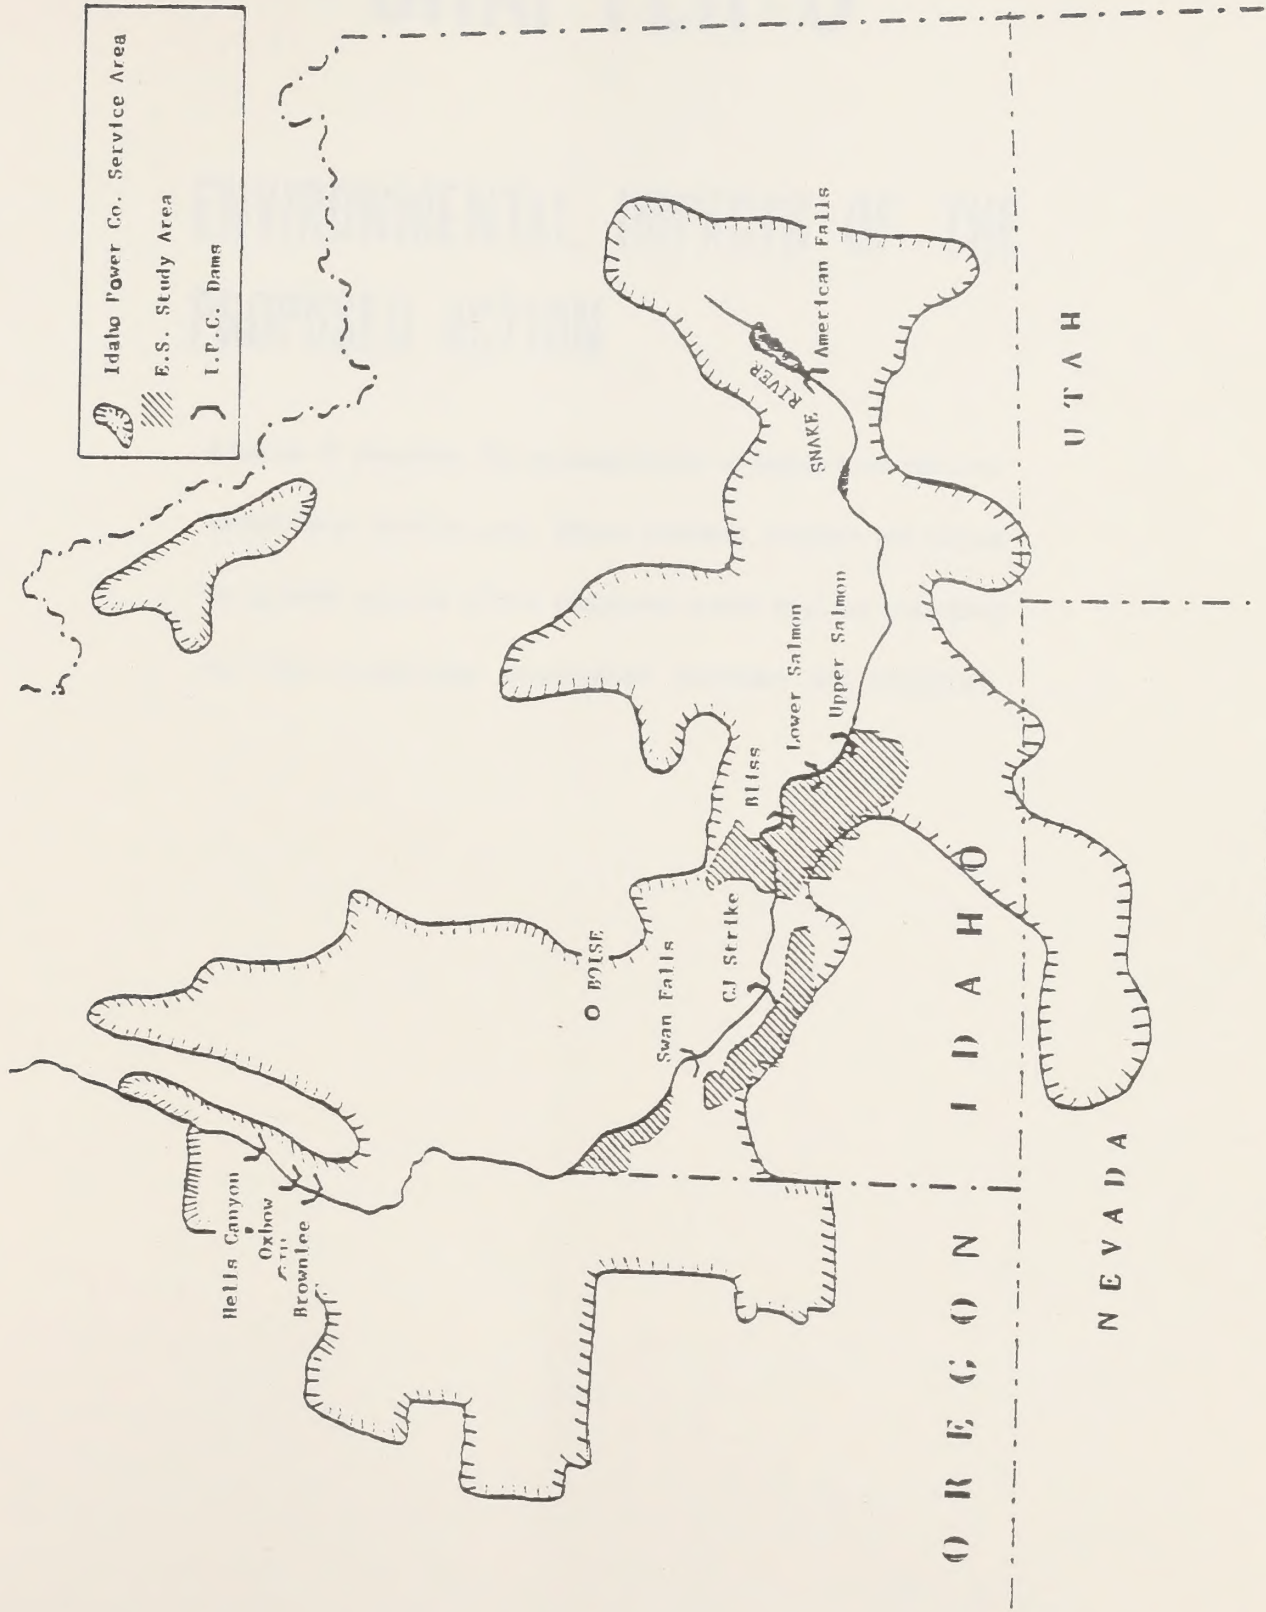 Idaho Power Co. Service Area
E.S. Study Area
I.P.C. Dams
Hells Canyon
Oxbow
Brownlee
BOISE
Swan Falls
CJ Strike
Bliss
Lower Salmon
Upper Salmon
SNAKE RIVER
American Falls
OREGON
IDAHO
NEVADA
UTAH